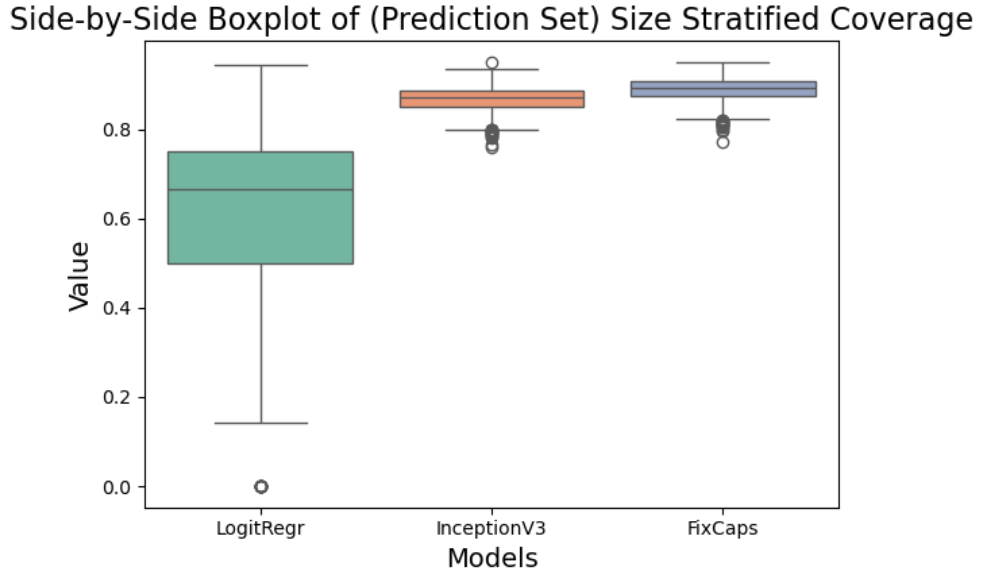 Side-by-Side Boxplot of (Prediction Set) Size Stratified Coverage
0.8
0.6
0.4
0.2
0.0
Value
LogitRegr InceptionV3 FixCaps
Models